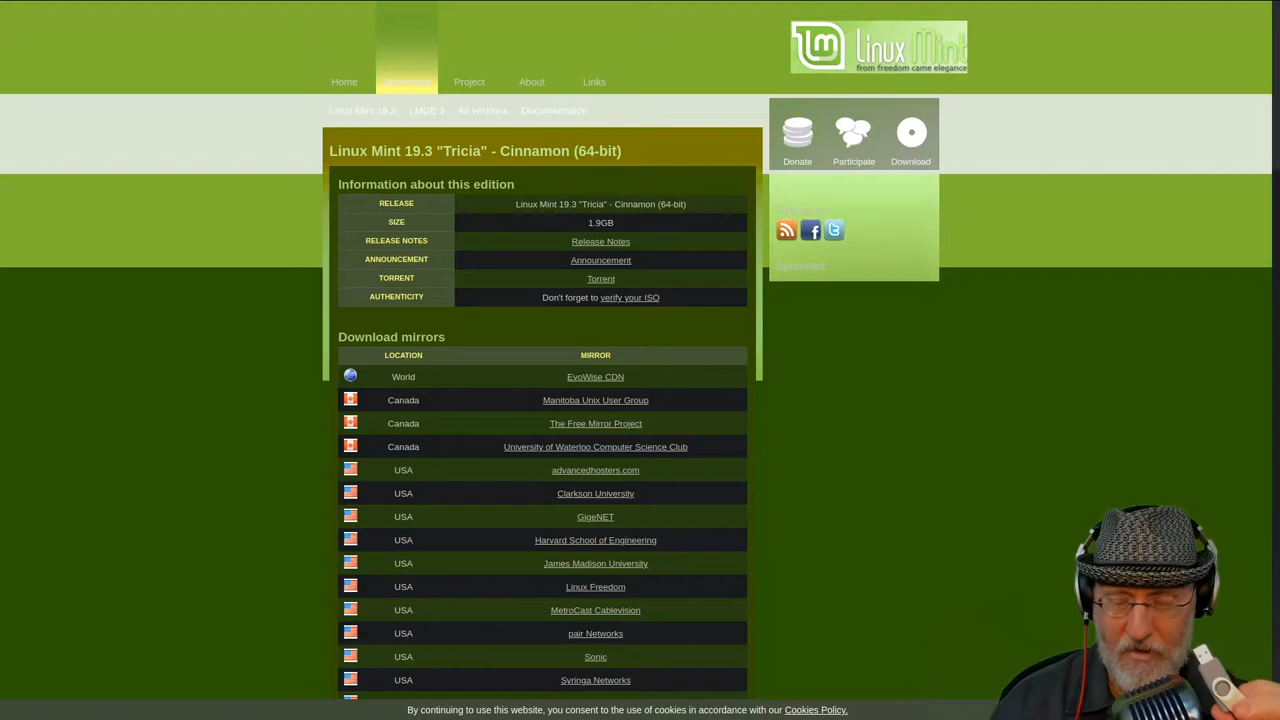 Linux Mint
from freedom came elegance
Home Project About Links
Linux Mint 19.3 LMDE 3 All versions Documentation
Donate Participate Download
Linux Mint 19.3 "Tricia" - Cinnamon (64-bit)
Information about this edition
RELEASE Linux Mint 19.3 "Tricia" - Cinnamon (64-bit)
SIZE 1.9GB
RELEASE NOTES Release Notes
ANNOUNCEMENT Announcement
TORRENT Torrent
AUTHENTICITY Don't forget to verify your ISO
Sponsors
Download mirrors
LOCATION MIRROR
World EvoWise CDN
Canada Manitoba Unix User Group
Canada The Free Mirror Project
Canada University of Waterloo Computer Science Club
USA advancedhosters.com
USA Clarkson University
USA GigeNET
USA Harvard School of Engineering
USA James Madison University
USA Linux Freedom
USA MetroCast Cablevision
USA pair Networks
USA Sonic
USA Syringa Networks
By continuing to use this website, you consent to the use of cookies in accordance with our Cookies Policy.